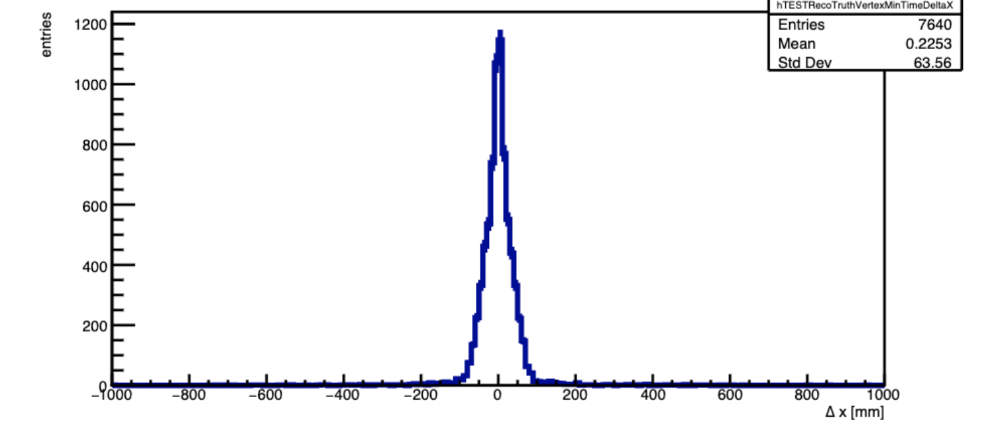 hTESTRecoTruthVertexMinTimeDeltaX
Entries 7640
Mean 0.2253
Std Dev 63.56
entries
1200
1000
800
600
400
200
0
−1000 −800 −600 −400 −200 0 200 400 600 800 1000
Δ x [mm]